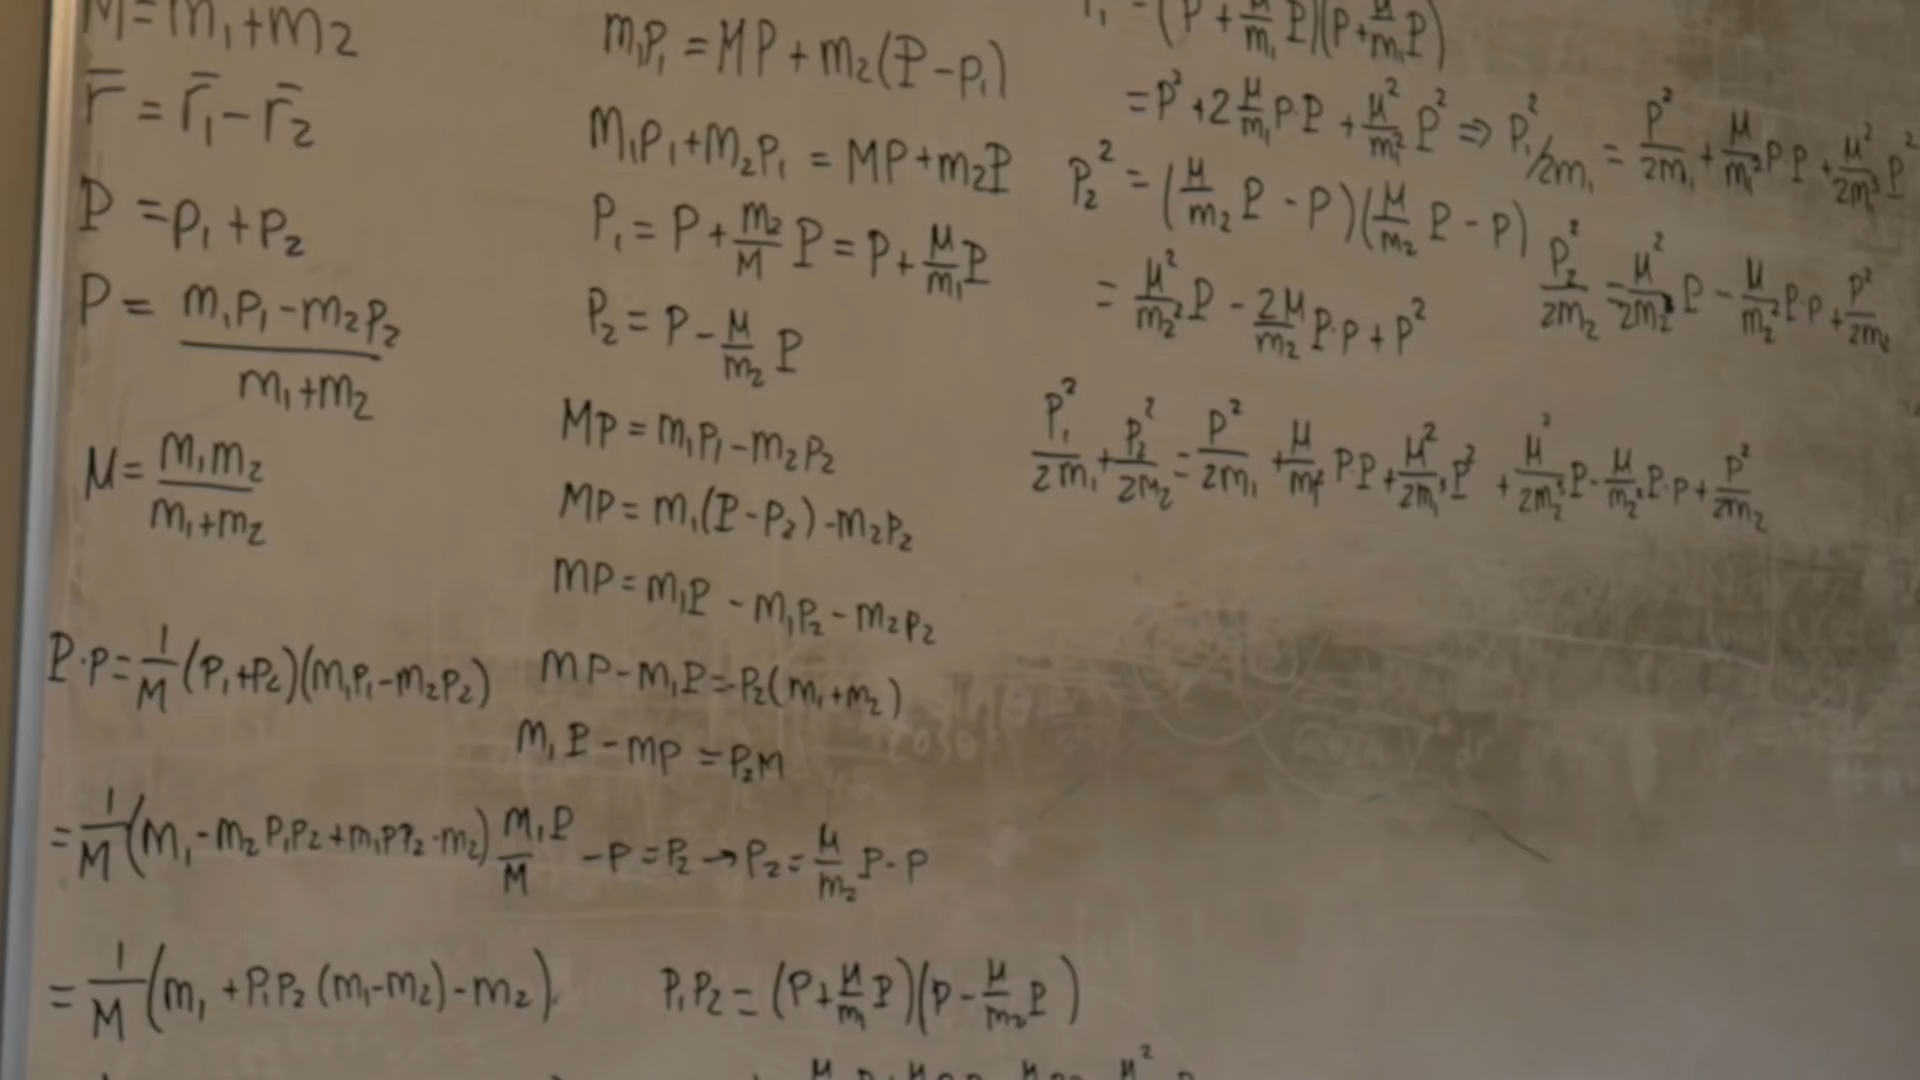 M = m₁+m₂
r̄ = r̄₁ - r̄₂
ℙ = p₁ + p₂
p = (m₁p₁ - m₂p₂)/(m₁+m₂)
μ = (m₁m₂)/(m₁+m₂)
ℙ·p = 1/M (p₁+p₂)(m₁p₁-m₂p₂)
= 1/M (m₁ - m₂p₁p₂ + m₁p₁p₂ - m₂)
= 1/M (m₁ + p₁p₂(m₁-m₂) - m₂)
m₁p₁ = Mp + m₂(ℙ-p₁)
m₁p₁+m₂p₁ = Mp+m₂ℙ
p₁ = p + m₂/M ℙ = p + μ/m₁ ℙ
p₂ = p - μ/m₂ ℙ
Mp = m₁p₁ - m₂p₂
Mp = m₁(ℙ-p₂) - m₂p₂
Mp = m₁ℙ - m₁p₂ - m₂p₂
Mp - m₁ℙ = -p₂(m₁+m₂)
m₁ℙ - Mp = p₂M
m₁ℙ/M - p = p₂ → p₂ = μ/m₂ ℙ - p
p₁p₂ = (p + μ/m₁ ℙ)(p - μ/m₂ ℙ)
= (p + μ/m₁ ℙ)(p + μ/m₁ ℙ)
= p² + 2 μ/m₁ p·ℙ + μ²/m₁² ℙ² ⇒ p₁²/2m₁ = p²/2m₁ + μ/m₁² p·ℙ + μ²/2m₁³ ℙ²
p₂² = (μ/m₂ ℙ - p)(μ/m₂ ℙ - p)
= μ²/m₂² ℙ - 2μ/m₂ ℙ·p + p²
p₂²/2m₂ = μ²/2m₂³ ℙ - μ/m₂² ℙ·p + p²/2m₂
p₁²/2m₁ + p₂²/2m₂ = p²/2m₁ + μ/m₁² p·ℙ + μ²/2m₁³ ℙ² + μ²/2m₂³ ℙ - μ/m₂² ℙ·p + p²/2m₂